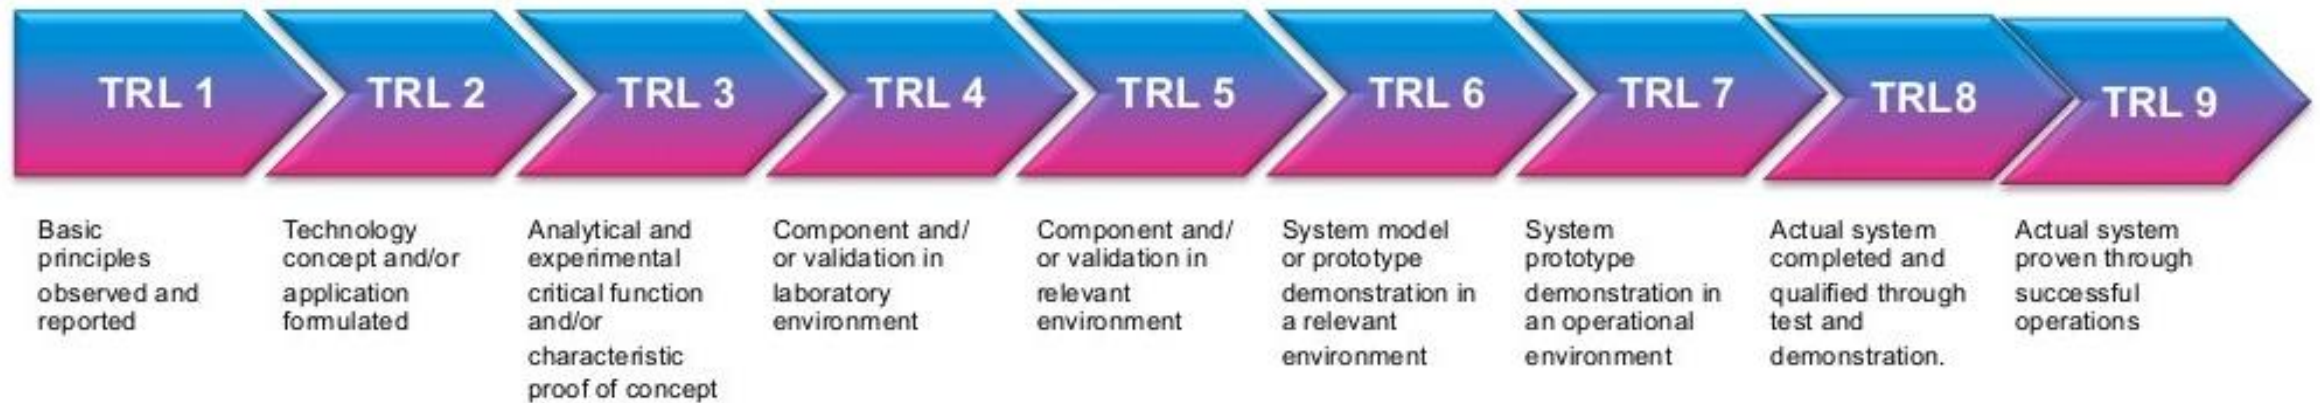 TRL 1
TRL 2
TRL 3
TRL 4
TRL 5
TRL 6
TRL 7
TRL8
TRL 9
Basic
principles
observed and
reported
Technology
concept and/or
application
formulated
Analytical and
experimental
critical function
and/or
characteristic
proof of concept
Component and/
or validation in
laboratory
environment
Component and/
or validation in
relevant
environment
System model
or prototype
demonstration in
a relevant
environment
System
prototype
demonstration in
an operational
environment
Actual system
completed and
qualified through
test and
demonstration.
Actual system
proven through
successful
operations